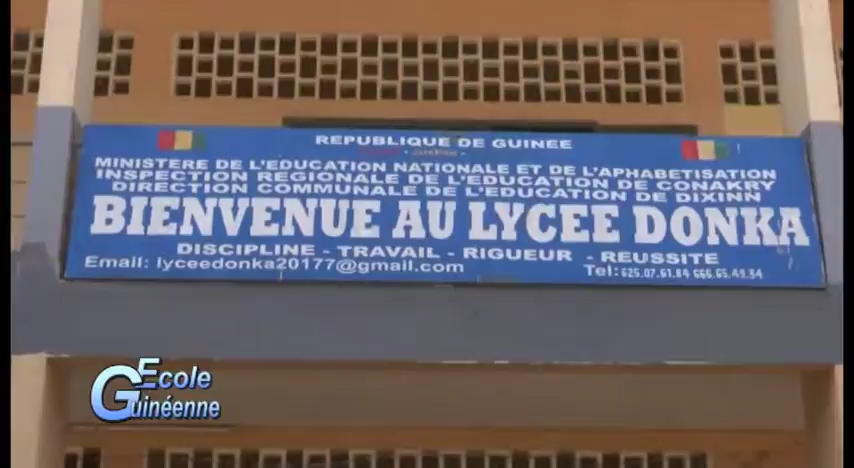 REPUBLIQUE DE GUINEE
MINISTERE DE L'EDUCATION NATIONALE ET DE L'APHABETISATION
INSPECTION REGIONALE DE L'EDUCATION DE CONAKRY
DIRECTION COMMUNALE DE L'EDUCATION DE DIXINN
BIENVENUE AU LYCEE DONKA
DISCIPLINE - TRAVAIL - RIGUEUR - REUSSITE
Email: lyceedonka20177@gmail.com
Tel: 625.07.61.84 666.65.49.94
Ecole
Guinéenne